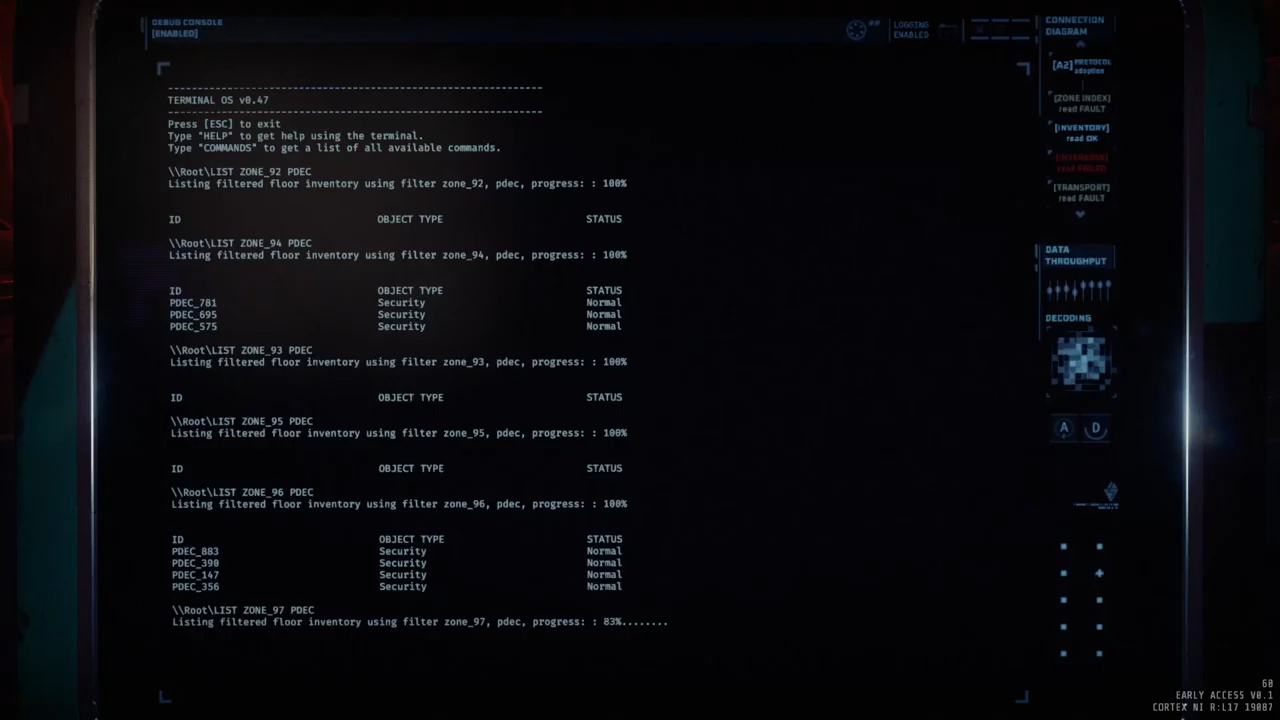 DEBUG CONSOLE
[ENABLED]
LOGGING
ENABLED
CONNECTION
DIAGRAM
[A2] PROTOCOL
adaption
[ZONE INDEX]
read FAULT
[INVENTORY]
read OK
read FAILED
[TRANSPORT]
read FAULT
DATA
THROUGHPUT
DECODING
A D
--------------------------------------------------------------
TERMINAL OS v0.47
--------------------------------------------------------------
Press [ESC] to exit
Type "HELP" to get help using the terminal.
Type "COMMANDS" to get a list of all available commands.
\\Root\LIST ZONE_92 PDEC
Listing filtered floor inventory using filter zone_92, pdec, progress: : 100%
ID OBJECT TYPE STATUS
\\Root\LIST ZONE_94 PDEC
Listing filtered floor inventory using filter zone_94, pdec, progress: : 100%
ID OBJECT TYPE STATUS
PDEC_781 Security Normal
PDEC_695 Security Normal
PDEC_575 Security Normal
\\Root\LIST ZONE_93 PDEC
Listing filtered floor inventory using filter zone_93, pdec, progress: : 100%
ID OBJECT TYPE STATUS
\\Root\LIST ZONE_95 PDEC
Listing filtered floor inventory using filter zone_95, pdec, progress: : 100%
ID OBJECT TYPE STATUS
\\Root\LIST ZONE_96 PDEC
Listing filtered floor inventory using filter zone_96, pdec, progress: : 100%
ID OBJECT TYPE STATUS
PDEC_883 Security Normal
PDEC_390 Security Normal
PDEC_147 Security Normal
PDEC_356 Security Normal
\\Root\LIST ZONE_97 PDEC
Listing filtered floor inventory using filter zone_97, pdec, progress: : 83%........
60
EARLY ACCESS V0.1
CORTEX NI R:L17 19087